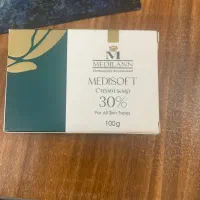 M
MEDILANN
MEDISOFT
Cream soap
30%
For All Skin Types
100g